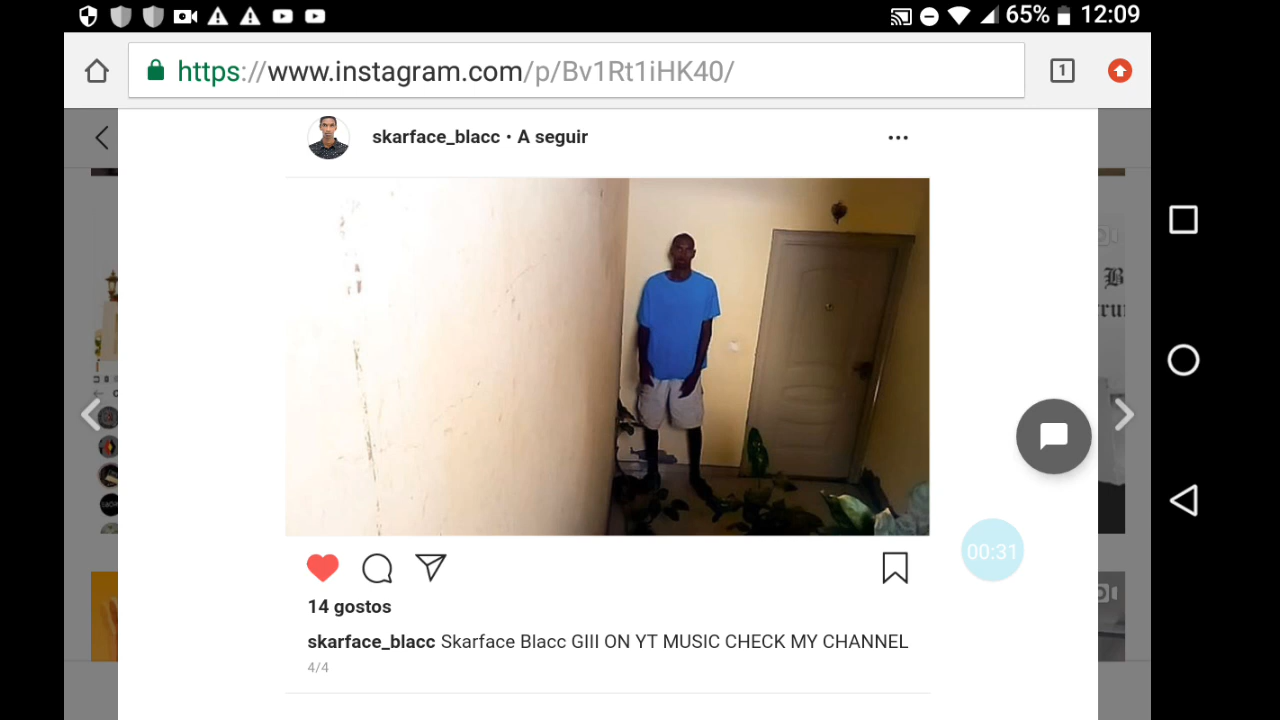 65% 12:09
https://www.instagram.com/p/Bv1Rt1iHK40/
1
skarface_blacc • A seguir
00:31
14 gostos
skarface_blacc Skarface Blacc GIII ON YT MUSIC CHECK MY CHANNEL
4/4